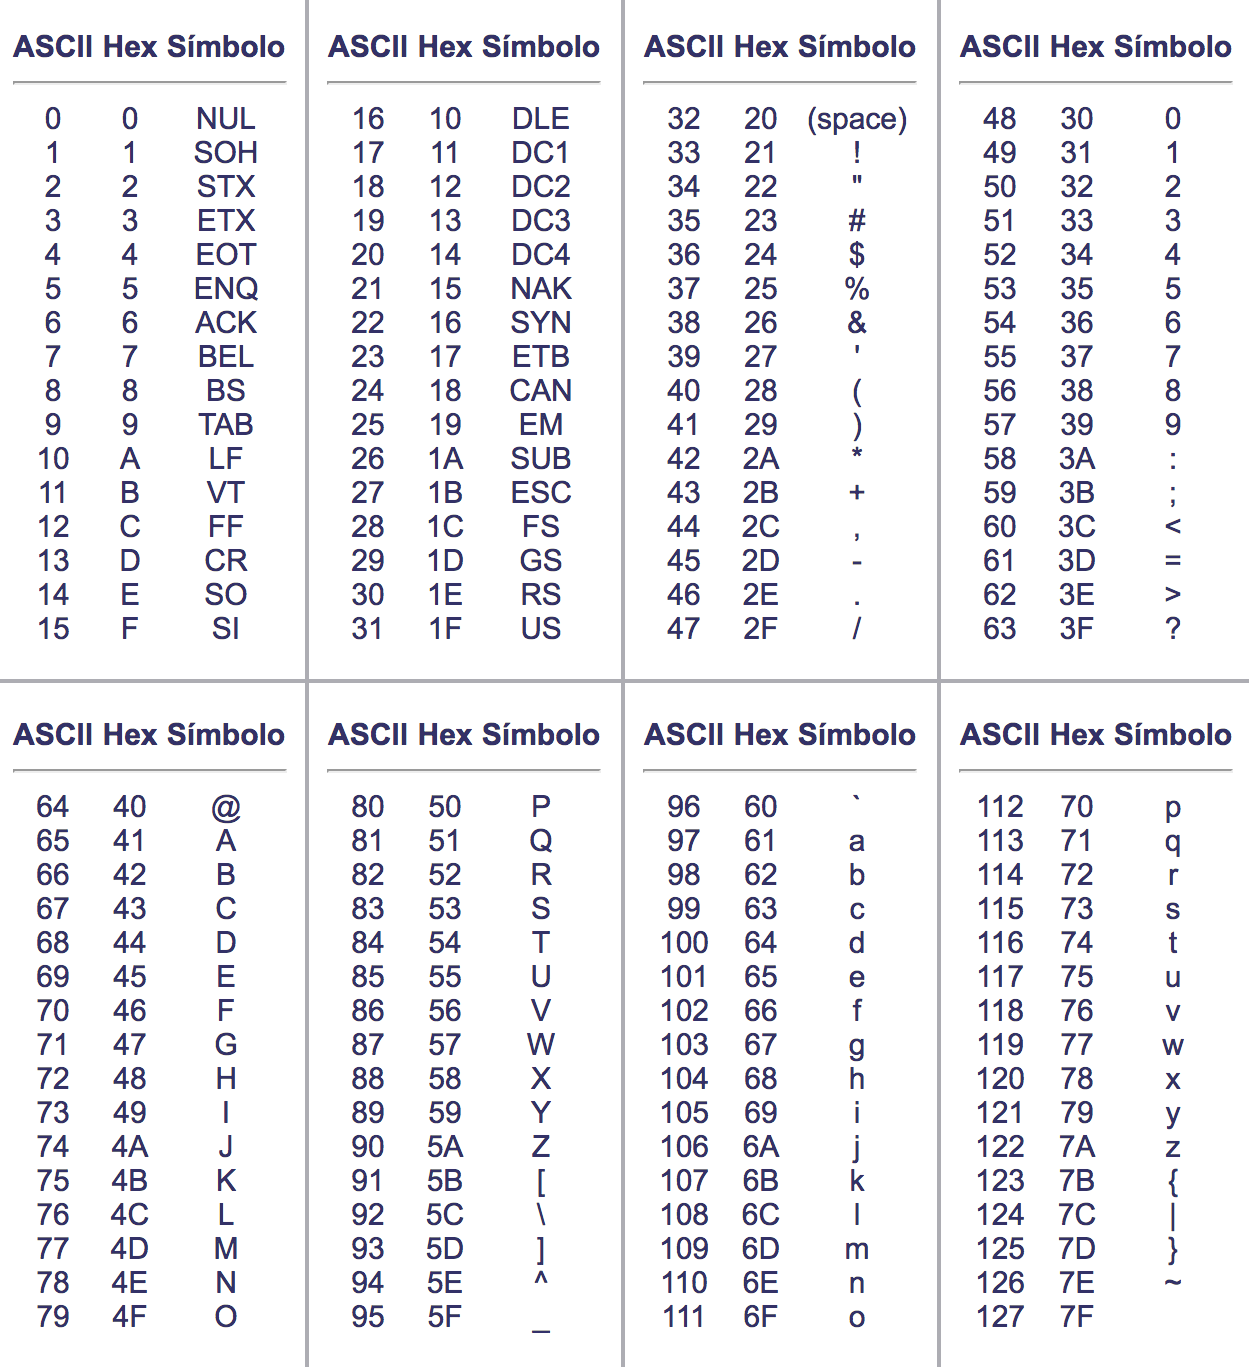 ASCII Hex Símbolo
0 0 NUL
1 1 SOH
2 2 STX
3 3 ETX
4 4 EOT
5 5 ENQ
6 6 ACK
7 7 BEL
8 8 BS
9 9 TAB
10 A LF
11 B VT
12 C FF
13 D CR
14 E SO
15 F SI
ASCII Hex Símbolo
16 10 DLE
17 11 DC1
18 12 DC2
19 13 DC3
20 14 DC4
21 15 NAK
22 16 SYN
23 17 ETB
24 18 CAN
25 19 EM
26 1A SUB
27 1B ESC
28 1C FS
29 1D GS
30 1E RS
31 1F US
ASCII Hex Símbolo
32 20 (space)
33 21 !
34 22 "
35 23 #
36 24 $
37 25 %
38 26 &
39 27 '
40 28 (
41 29 )
42 2A *
43 2B +
44 2C ,
45 2D -
46 2E .
47 2F /
ASCII Hex Símbolo
48 30 0
49 31 1
50 32 2
51 33 3
52 34 4
53 35 5
54 36 6
55 37 7
56 38 8
57 39 9
58 3A :
59 3B ;
60 3C <
61 3D =
62 3E >
63 3F ?
ASCII Hex Símbolo
64 40 @
65 41 A
66 42 B
67 43 C
68 44 D
69 45 E
70 46 F
71 47 G
72 48 H
73 49 I
74 4A J
75 4B K
76 4C L
77 4D M
78 4E N
79 4F O
ASCII Hex Símbolo
80 50 P
81 51 Q
82 52 R
83 53 S
84 54 T
85 55 U
86 56 V
87 57 W
88 58 X
89 59 Y
90 5A Z
91 5B [
92 5C \
93 5D ]
94 5E ^
95 5F _
ASCII Hex Símbolo
96 60 `
97 61 a
98 62 b
99 63 c
100 64 d
101 65 e
102 66 f
103 67 g
104 68 h
105 69 i
106 6A j
107 6B k
108 6C l
109 6D m
110 6E n
111 6F o
ASCII Hex Símbolo
112 70 p
113 71 q
114 72 r
115 73 s
116 74 t
117 75 u
118 76 v
119 77 w
120 78 x
121 79 y
122 7A z
123 7B {
124 7C |
125 7D }
126 7E ~
127 7F